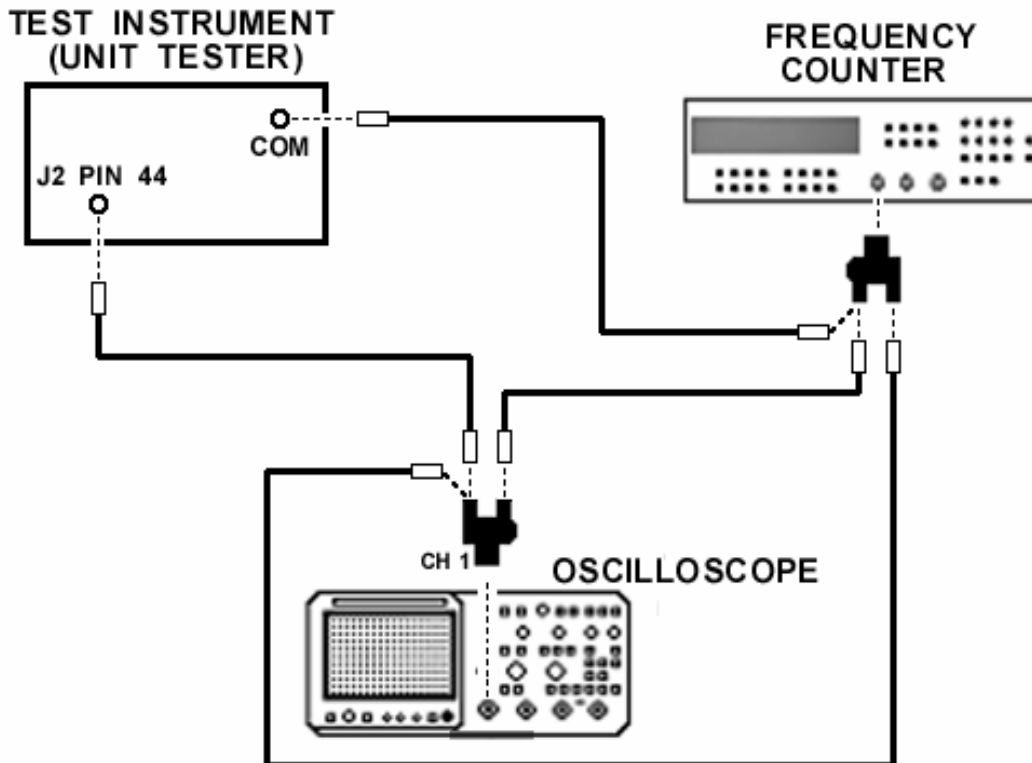 TEST INSTRUMENT
(UNIT TESTER)
FREQUENCY
COUNTER
COM
J2 PIN 44
CH 1
OSCILLOSCOPE